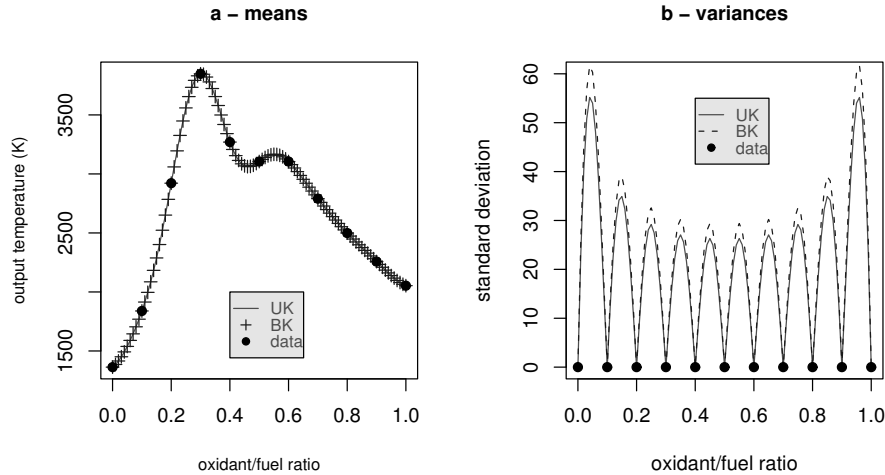 a − means
3500
2500
1500
output temperature (K)
UK
BK
data
0.0 0.2 0.4 0.6 0.8 1.0
oxidant/fuel ratio
b − variances
60
50
40
30
20
10
0
standard deviation
UK
BK
data
0.0 0.2 0.4 0.6 0.8 1.0
oxidant/fuel ratio